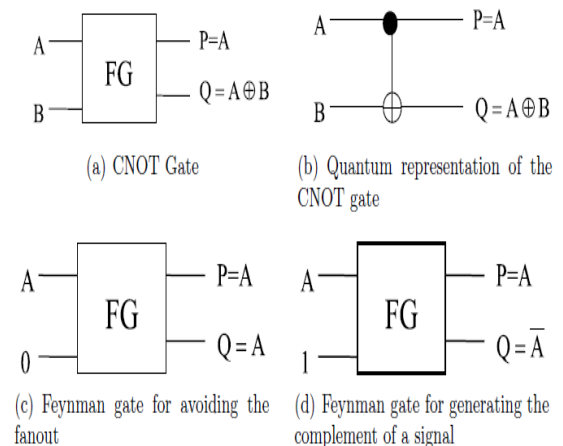 A FG P=A
B Q=A⊕B
(a) CNOT Gate
A P=A
B Q=A⊕B
(b) Quantum representation of the
CNOT gate
A FG P=A
0 Q=A
(c) Feynman gate for avoiding the
fanout
A FG P=A
1 Q=A̅
(d) Feynman gate for generating the
complement of a signal